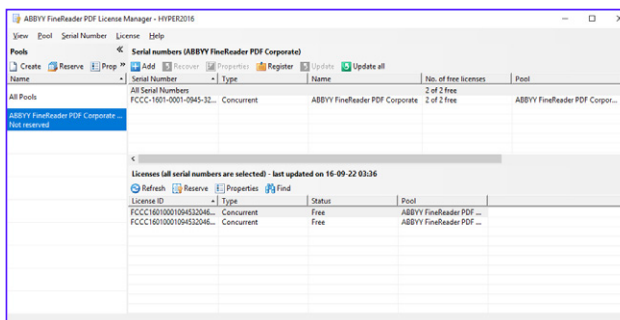 ABBYY FineReader PDF License Manager - HYPER2016
View Pool Serial Number License Help
Pools
Create Reserve Prop »
Name
All Pools
ABBYY FineReader PDF Corporate ...
Not reserved
Serial numbers (ABBYY FineReader PDF Corporate)
Add Recover Properties Register Update Update all
Serial Number Type Name No. of free licenses Pool
All Serial Numbers 2 of 2 free
FCCC-1601-0001-0945-32... Concurrent ABBYY FineReader PDF Corporate 2 of 2 free ABBYY FineReader PDF Corpor...
Licenses (all serial numbers are selected) - last updated on 16-09-22 03:36
Refresh Reserve Properties Find
License ID Type Status Pool
FCCC16010001094532046... Concurrent Free ABBYY FineReader PDF ...
FCCC16010001094532046... Concurrent Free ABBYY FineReader PDF ...